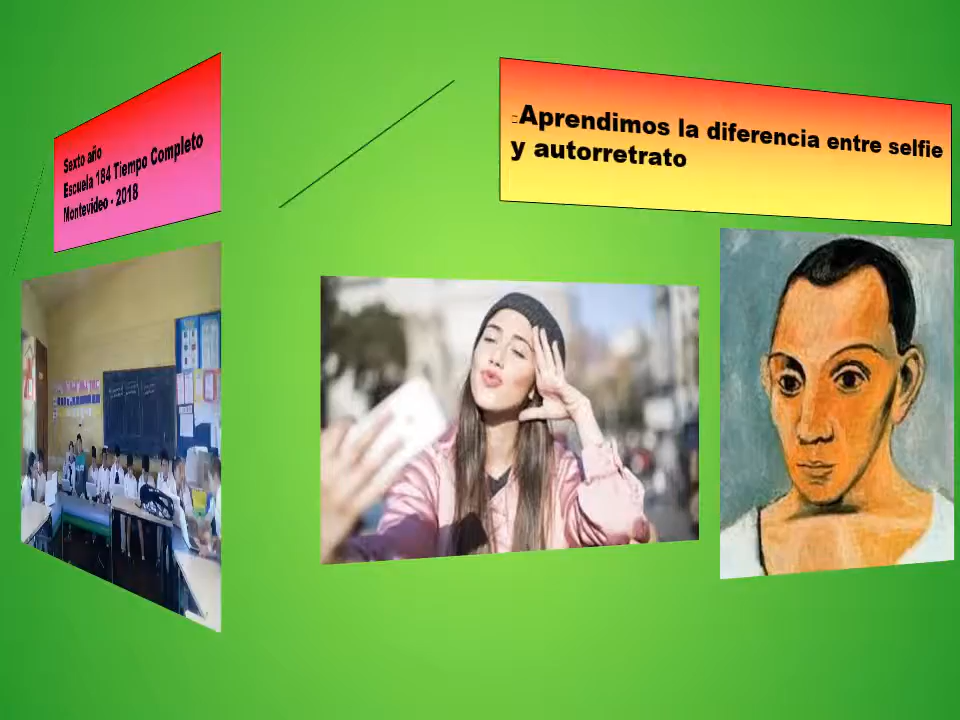 Sexto año
Escuela 184 Tiempo Completo
Montevideo - 2018
Aprendimos la diferencia entre selfie
y autorretrato